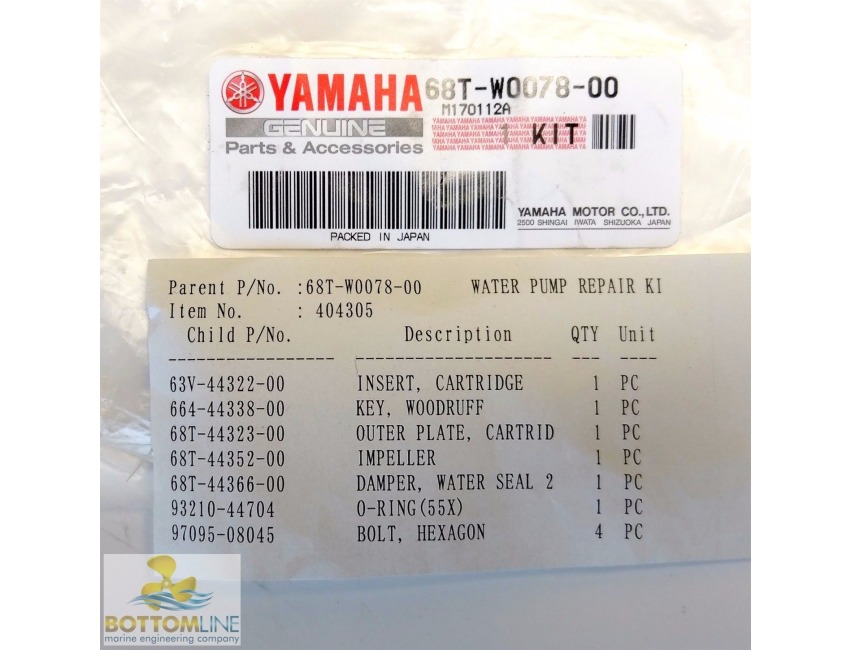 YAMAHA 68T-W0078-00
M170112A
GENUINE
Parts & Accessories
1 KIT
YAMAHA MOTOR CO.,LTD.
2500 SHINGAI IWATA SHIZUOKA JAPAN
PACKED IN JAPAN
Parent P/No. :68T-W0078-00 WATER PUMP REPAIR KI
Item No. : 404305
Child P/No. Description QTY Unit
63V-44322-00 INSERT, CARTRIDGE 1 PC
664-44338-00 KEY, WOODRUFF 1 PC
68T-44323-00 OUTER PLATE, CARTRID 1 PC
68T-44352-00 IMPELLER 1 PC
68T-44366-00 DAMPER, WATER SEAL 2 1 PC
93210-44704 O-RING(55X) 1 PC
97095-08045 BOLT, HEXAGON 4 PC
BOTTOMLINE
marine engineering company